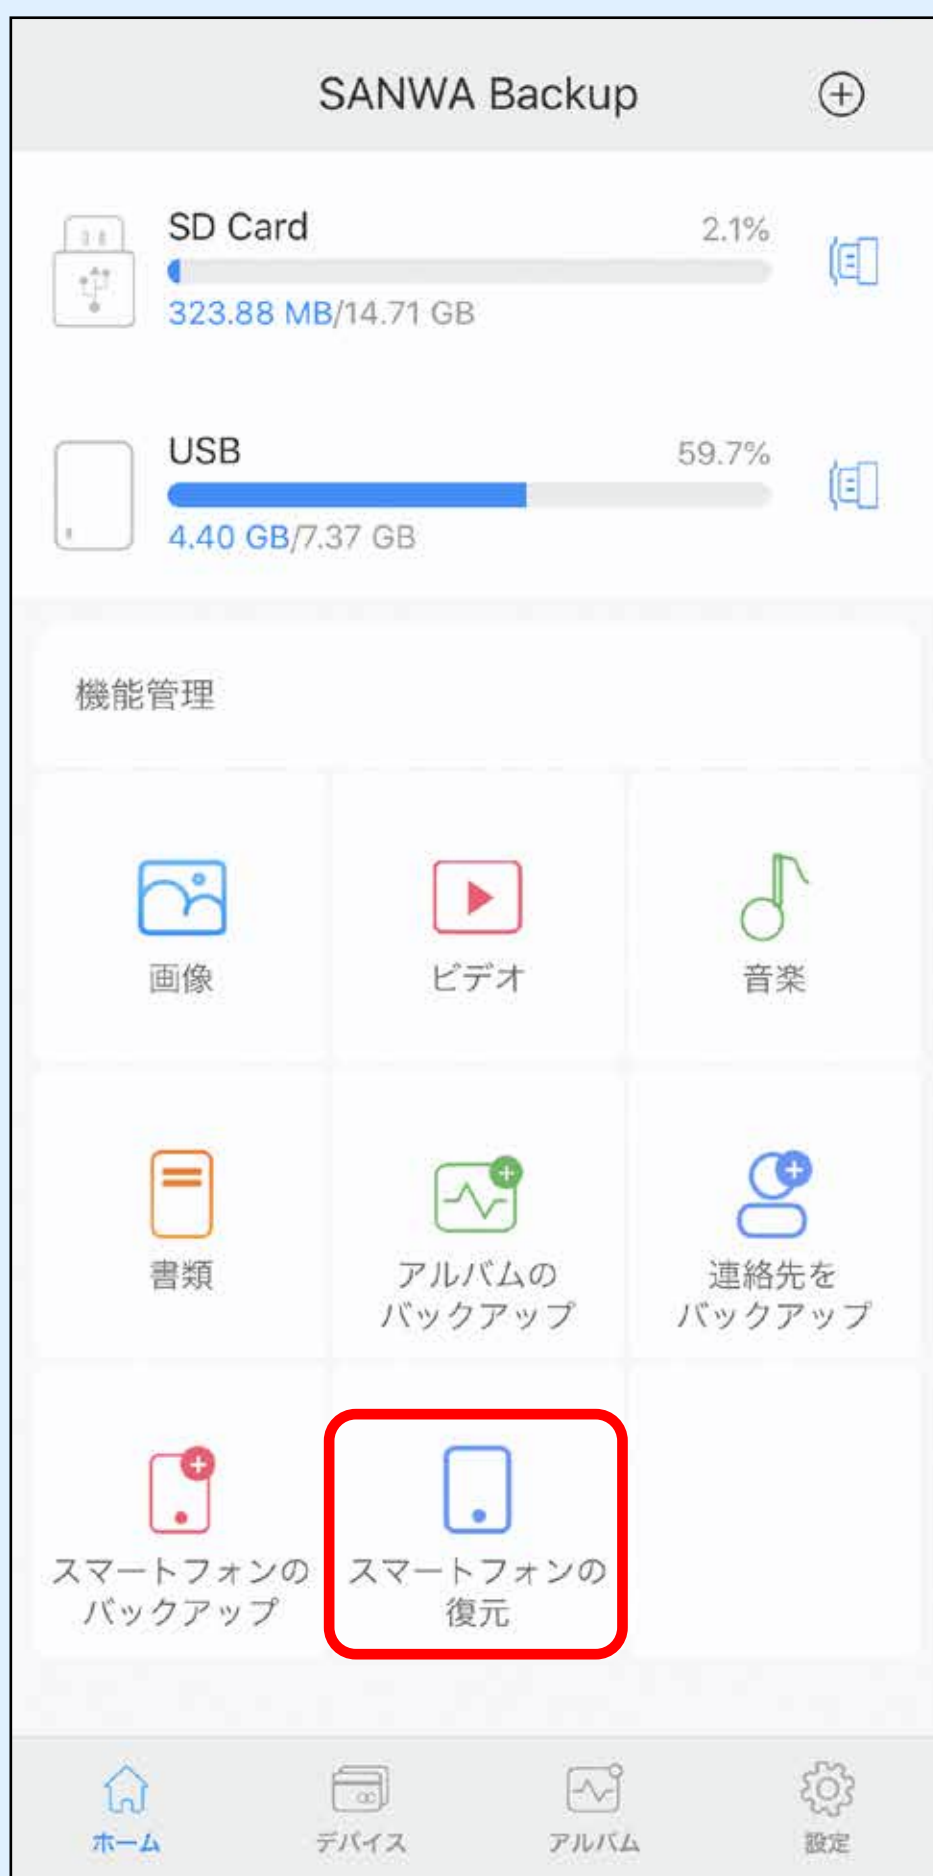 SANWA Backup
SD Card
2.1%
323.88 MB/14.71 GB
USB
59.7%
4.40 GB/7.37 GB
機能管理
画像
ビデオ
音楽
書類
アルバムの
バックアップ
連絡先を
バックアップ
スマートフォンの
バックアップ
スマートフォンの
復元
ホーム
デバイス
アルバム
設定